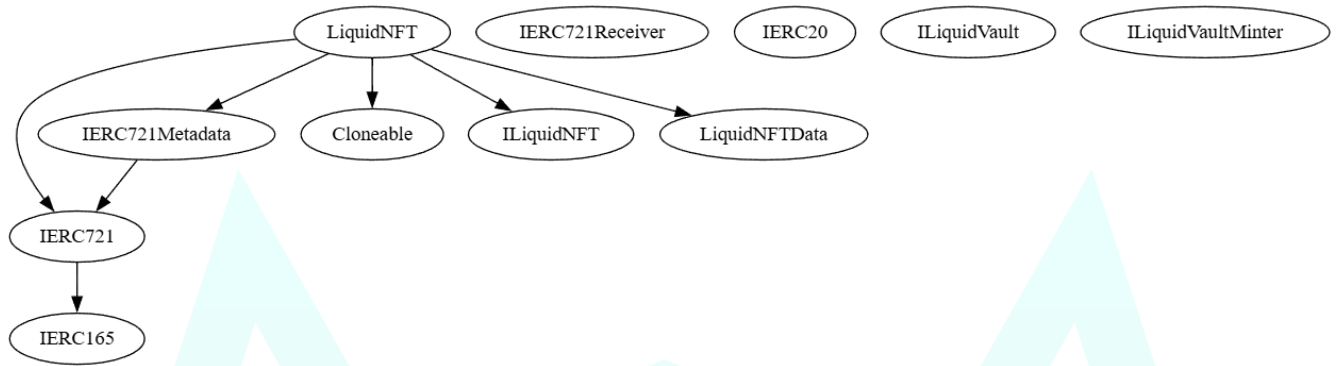 LiquidNFT
IERC721Receiver
IERC20
ILiquidVault
ILiquidVaultMinter
IERC721Metadata
Cloneable
ILiquidNFT
LiquidNFTData
IERC721
IERC165